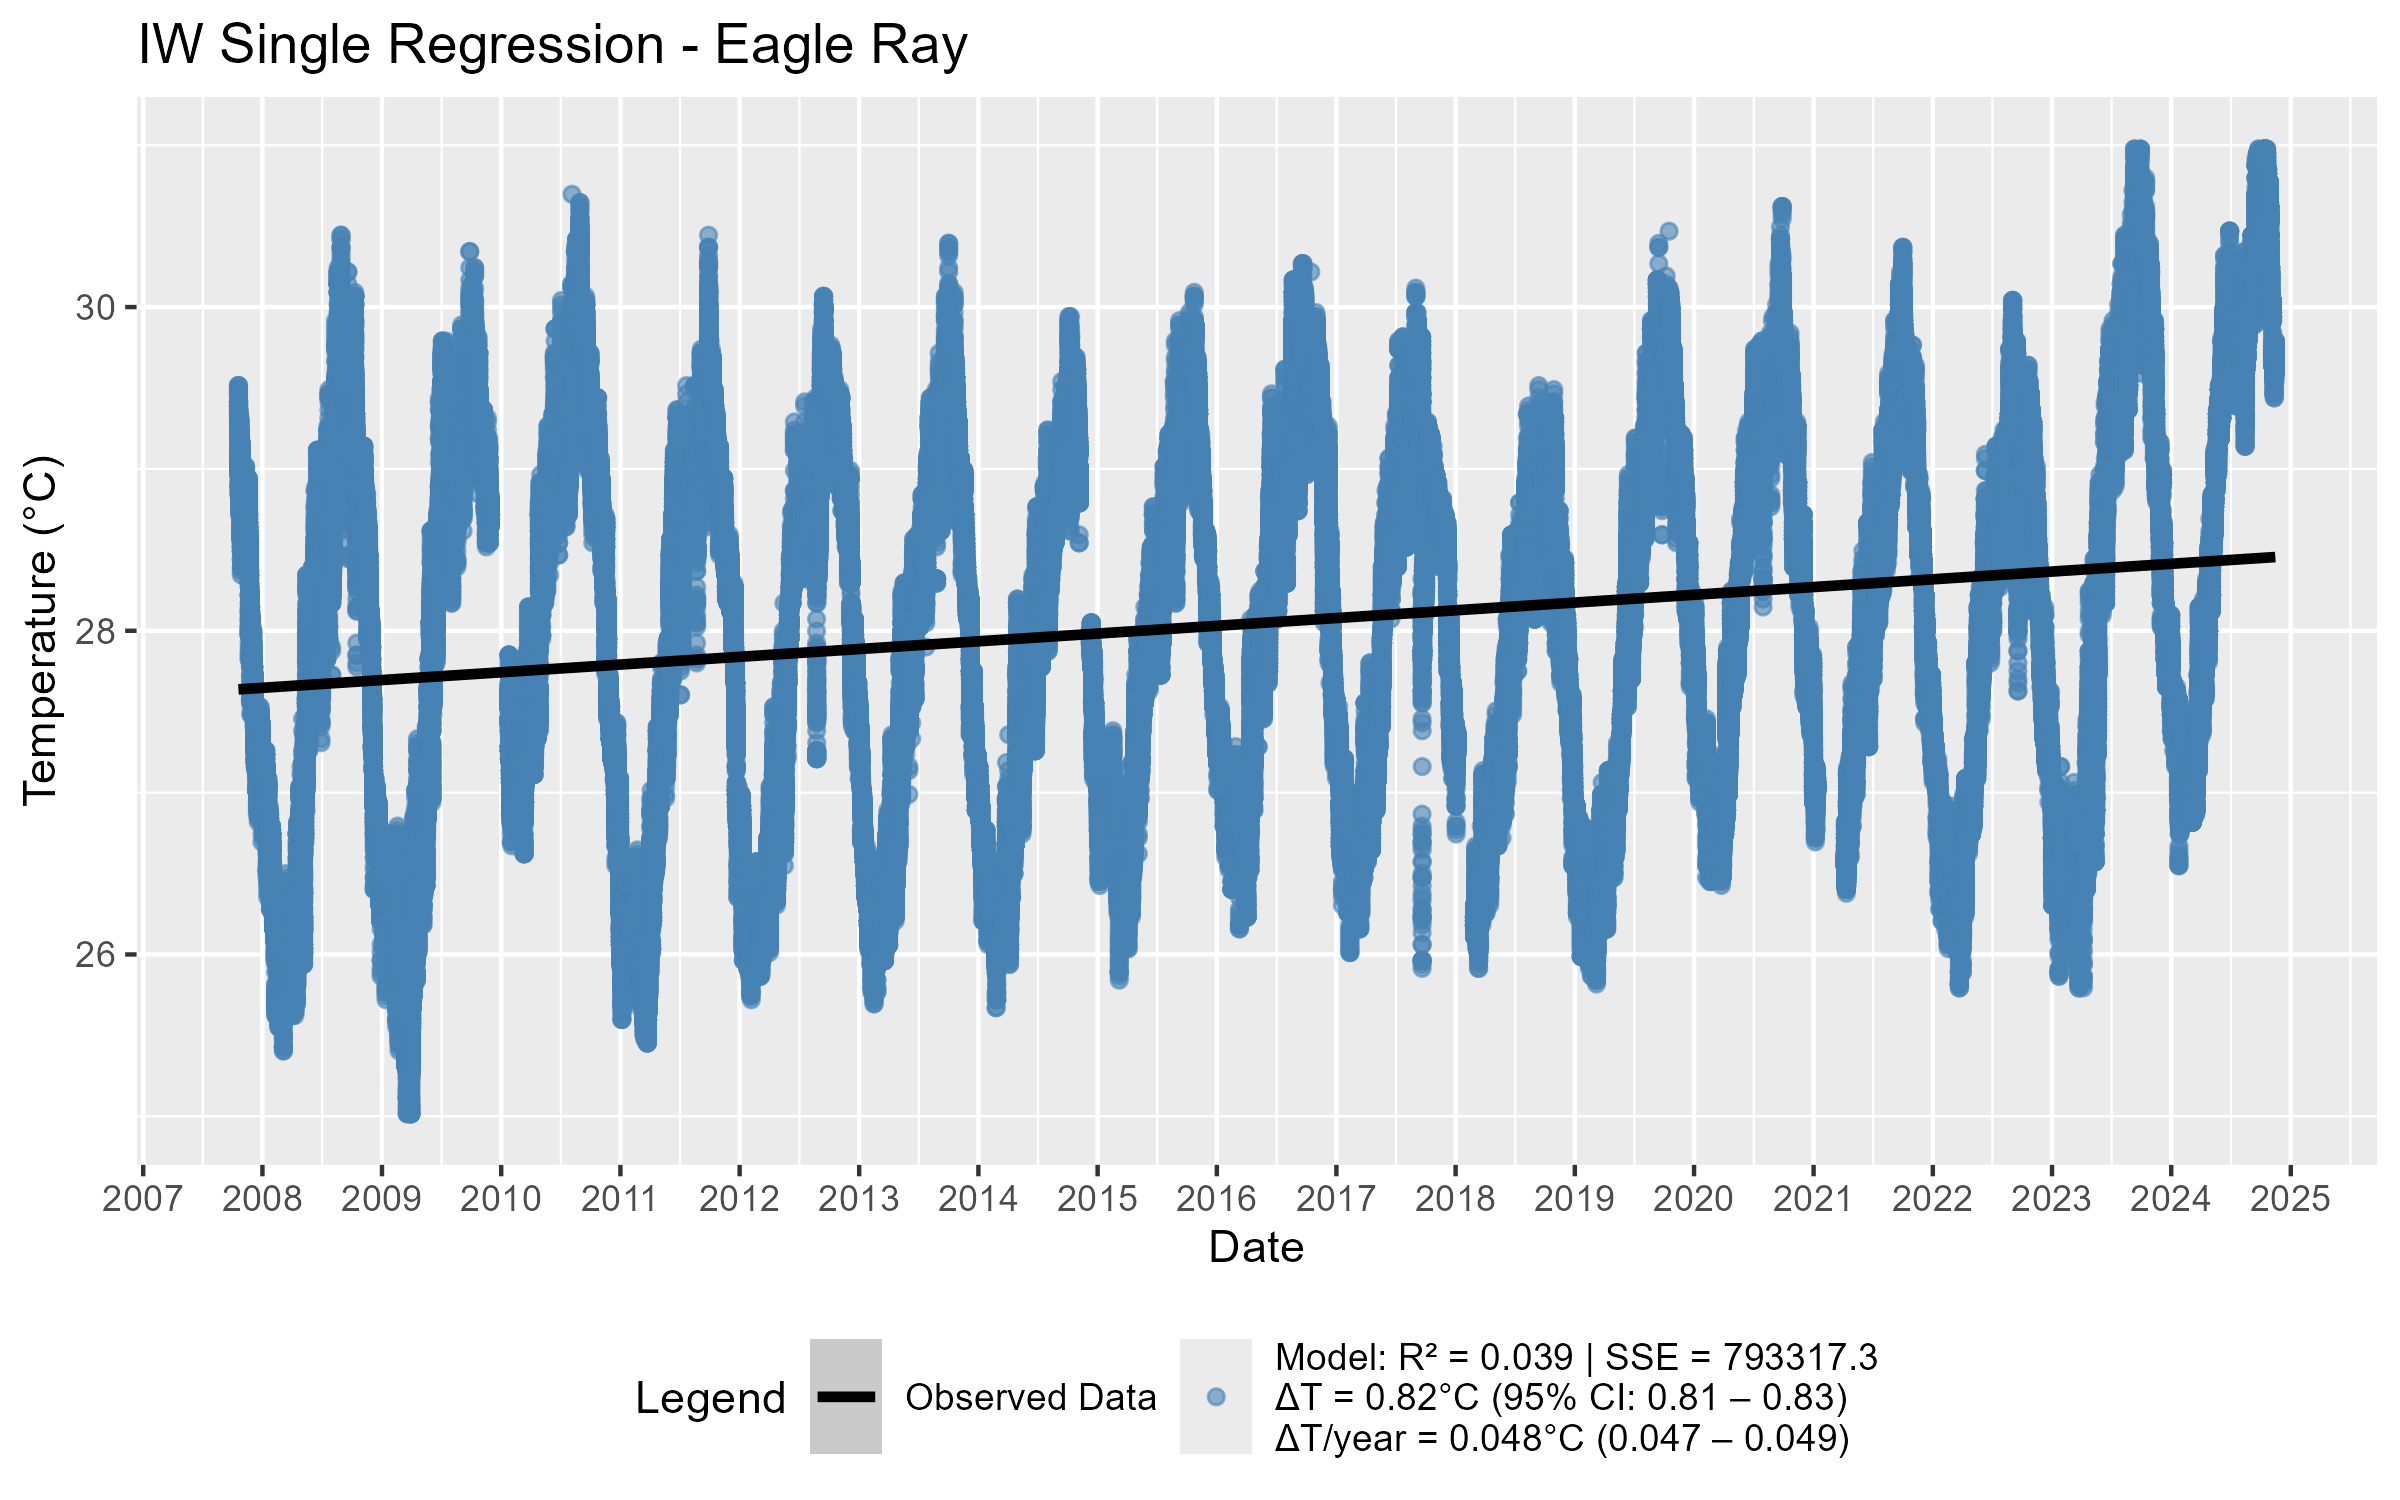 IW Single Regression - Eagle Ray
Temperature (°C)
30
28
26
2007 2008 2009 2010 2011 2012 2013 2014 2015 2016 2017 2018 2019 2020 2021 2022 2023 2024 2025
Date
Legend
Observed Data
Model: R² = 0.039 | SSE = 793317.3
ΔT = 0.82°C (95% CI: 0.81 – 0.83)
ΔT/year = 0.048°C (0.047 – 0.049)